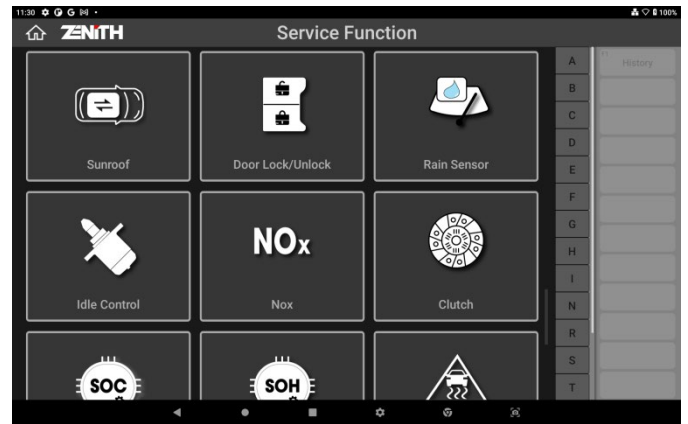 11:30
100%
ZENITH
Service Function
Sunroof
Door Lock/Unlock
Rain Sensor
NOx
Idle Control
Nox
Clutch
SOC
SOH
A
B
C
D
E
F
G
H
I
N
R
S
T
History